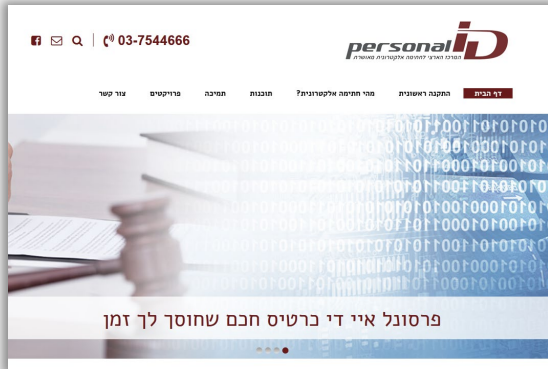 personal ID
המרכז הארצי לחתימה אלקטרונית מאושרת
03-7544666
דף הבית
התקנה ראשונית
מהי חתימה אלקטרונית?
תוכנות
תמיכה
פרויקטים
צור קשר
פרסונל איי די כרטיס חכם שחוסך לך זמן